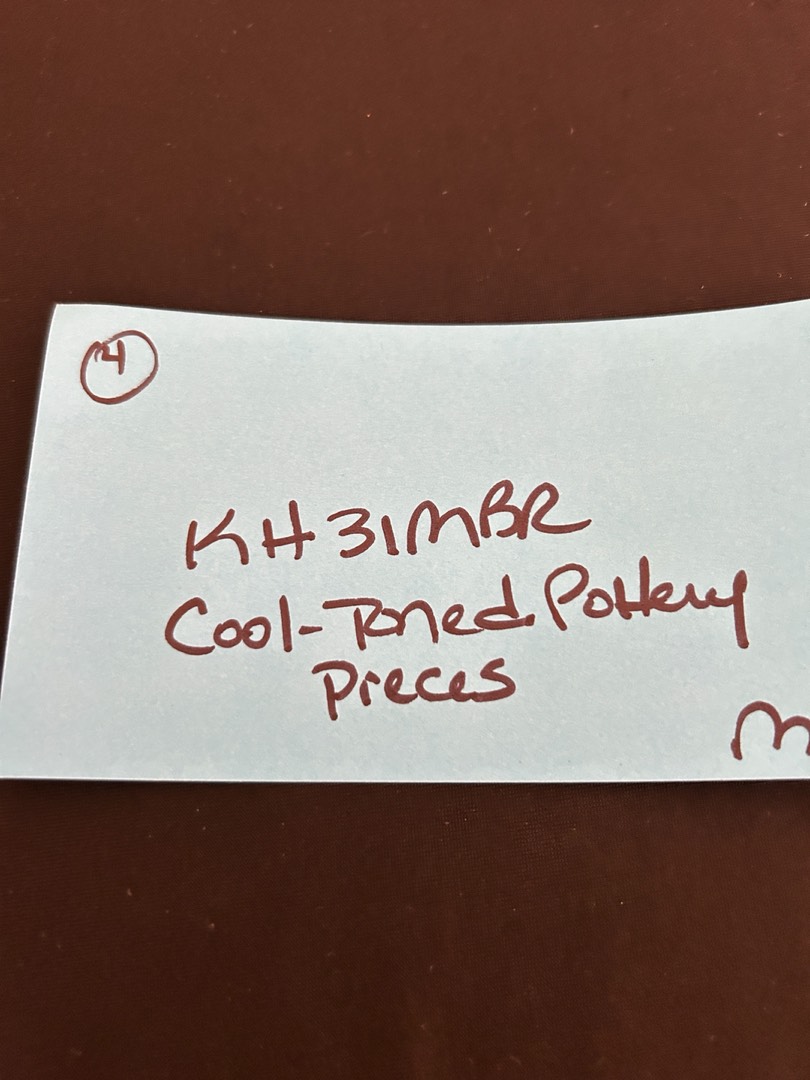 4
KH31MBR
Cool-Toned Pottery
Pieces
M